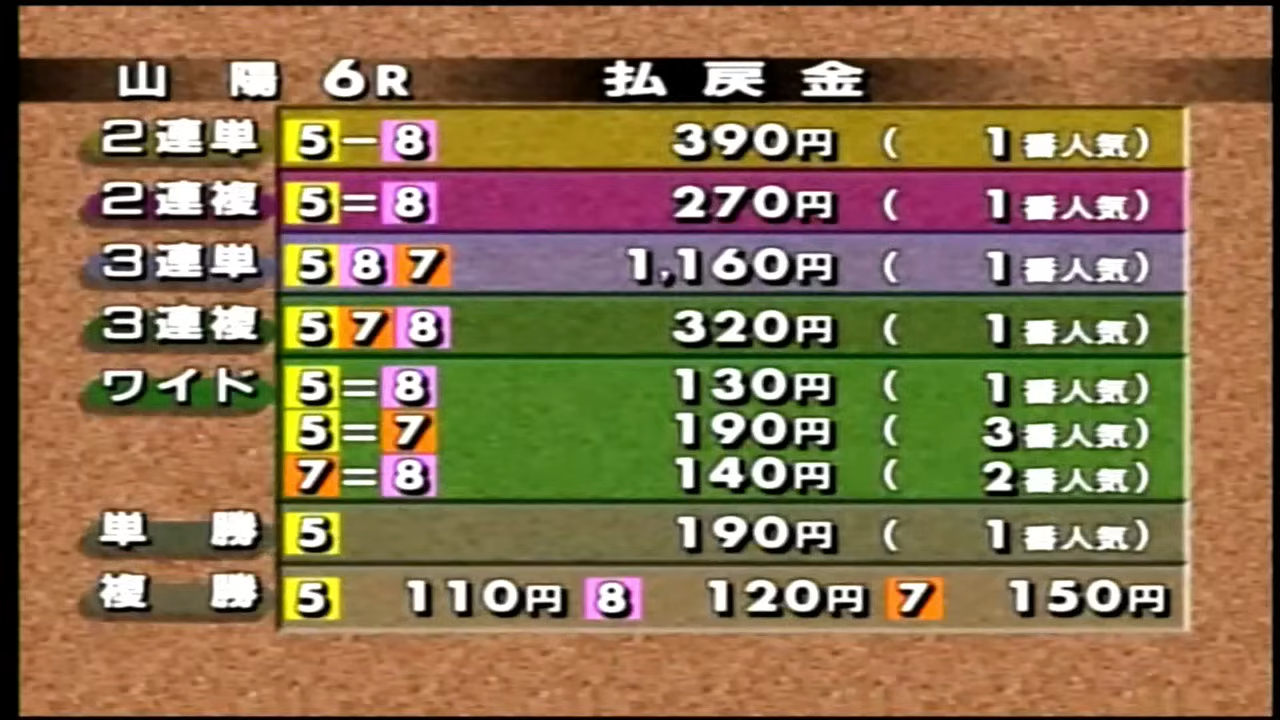 山陽 6R 払戻金
2連単 5-8 390円 ( 1番人気)
2連複 5=8 270円 ( 1番人気)
3連単 5 8 7 1,160円 ( 1番人気)
3連複 5 7 8 320円 ( 1番人気)
ワイド 5=8 130円 ( 1番人気)
5=7 190円 ( 3番人気)
7=8 140円 ( 2番人気)
単勝 5 190円 ( 1番人気)
複勝 5 110円 8 120円 7 150円